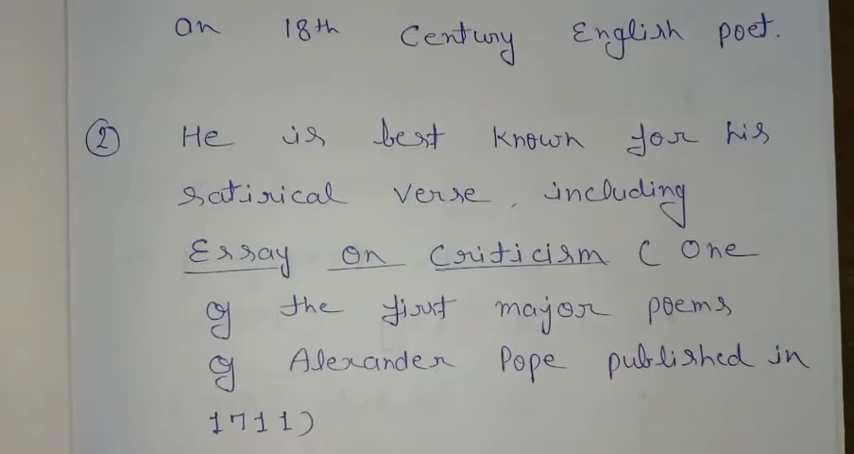 an 18th Century English poet.
② He is best known for his
satirical verse, including
Essay on Criticism ( One
of the first major poems
of Alexander Pope published in
1711)